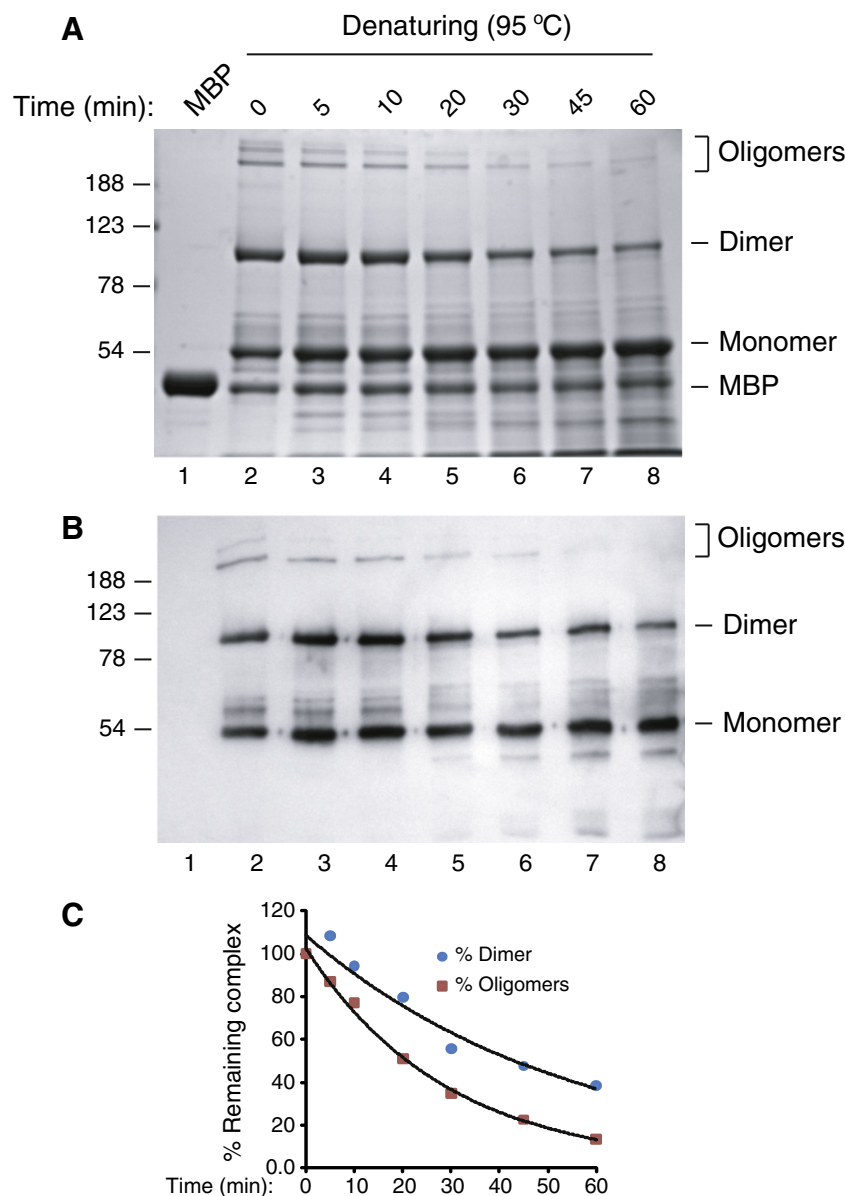 A
Denaturing (95 °C)
Time (min): MBP 0 5 10 20 30 45 60
Oligomers
188
123
Dimer
78
54
Monomer
MBP
1 2 3 4 5 6 7 8
B
Oligomers
188
123
Dimer
78
54
Monomer
1 2 3 4 5 6 7 8
C
% Remaining complex
120
100
80
60
40
20
0.0
% Dimer
% Oligomers
Time (min): 0 10 20 30 40 50 60